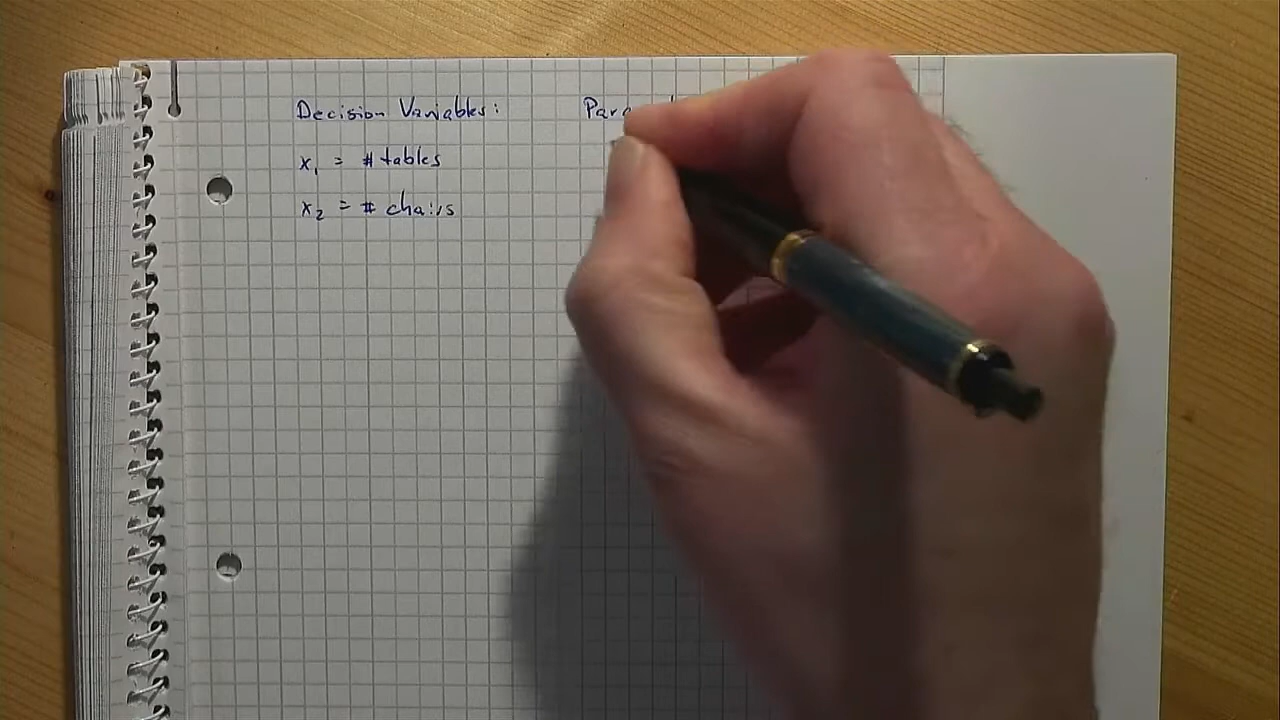 Decision Variables:
x₁ = # tables
x₂ = # chairs